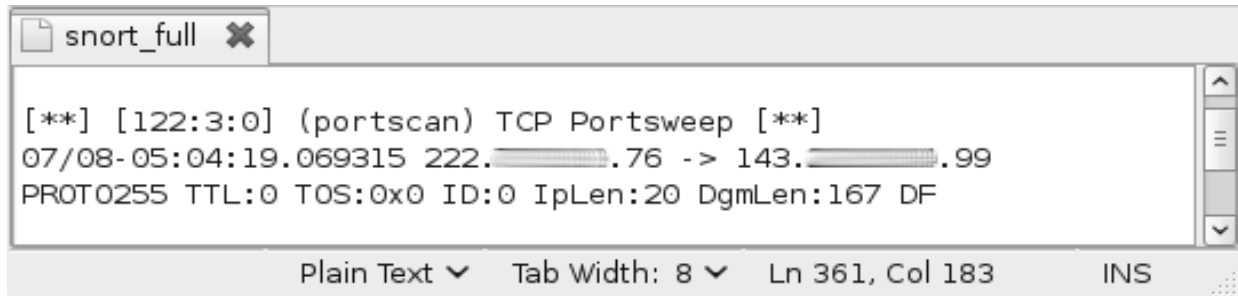 snort_full
[**] [122:3:0] (portscan) TCP Portsweep [**]
07/08-05:04:19.069315 222. .76 -> 143. .99
PROTO255 TTL:0 TOS:0x0 ID:0 IpLen:20 DgmLen:167 DF
Plain Text Tab Width: 8 Ln 361, Col 183 INS